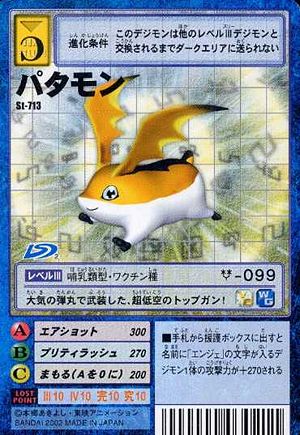 進化条件
このデジモンは他のレベルⅢデジモンと
交換されるまでダークエリアに送られない
パタモン
St-713
レベルⅢ 哺乳類型・ワクチン種
-099
大気の弾丸で武装した、超低空のトップガン!
A エアショット 300
B プリティラッシュ 270
C まもる(Aを0に) 200
LOST POINT Ⅲ10 Ⅳ10 完10 究10
■手札から援護ボックスに出すと
名前に「エンジェ」の文字が入るデ
ジモン1体の攻撃力が+270される
©本郷あきよし・東映アニメーション
BANDAI 2002 MADE IN JAPAN